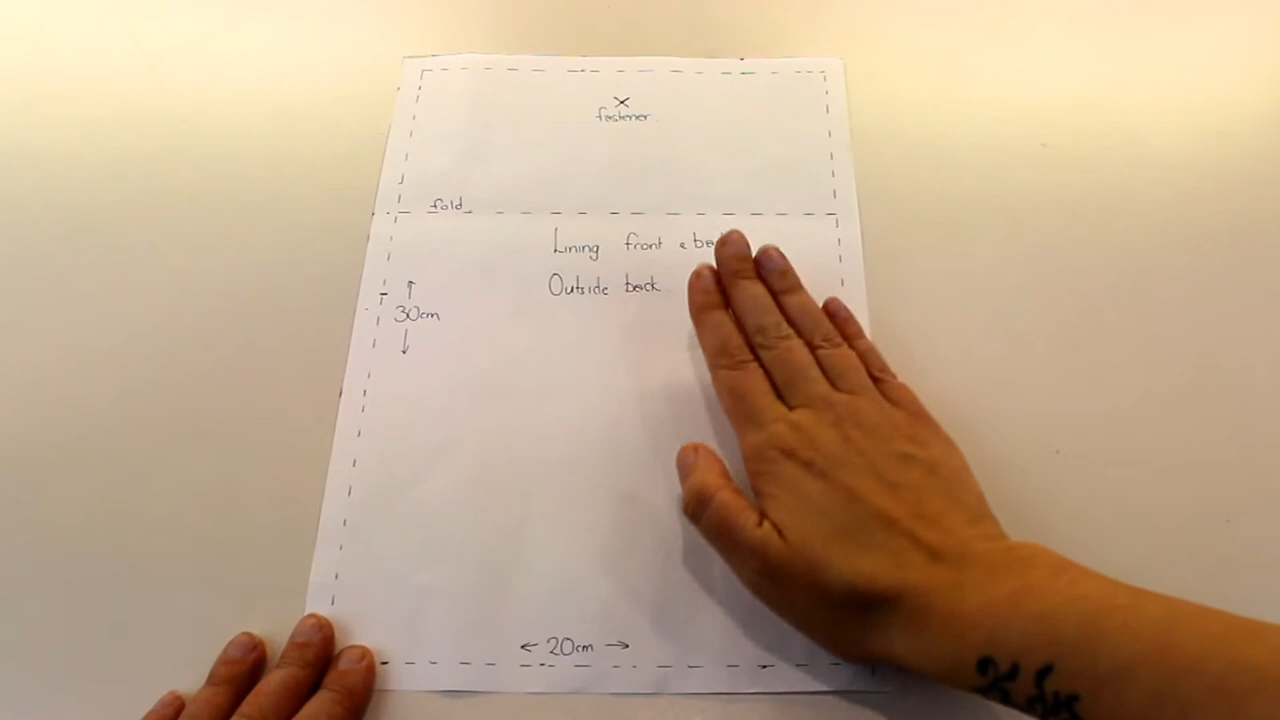 x
fastener
fold
Lining front &
Outside back
30cm
← 20cm →